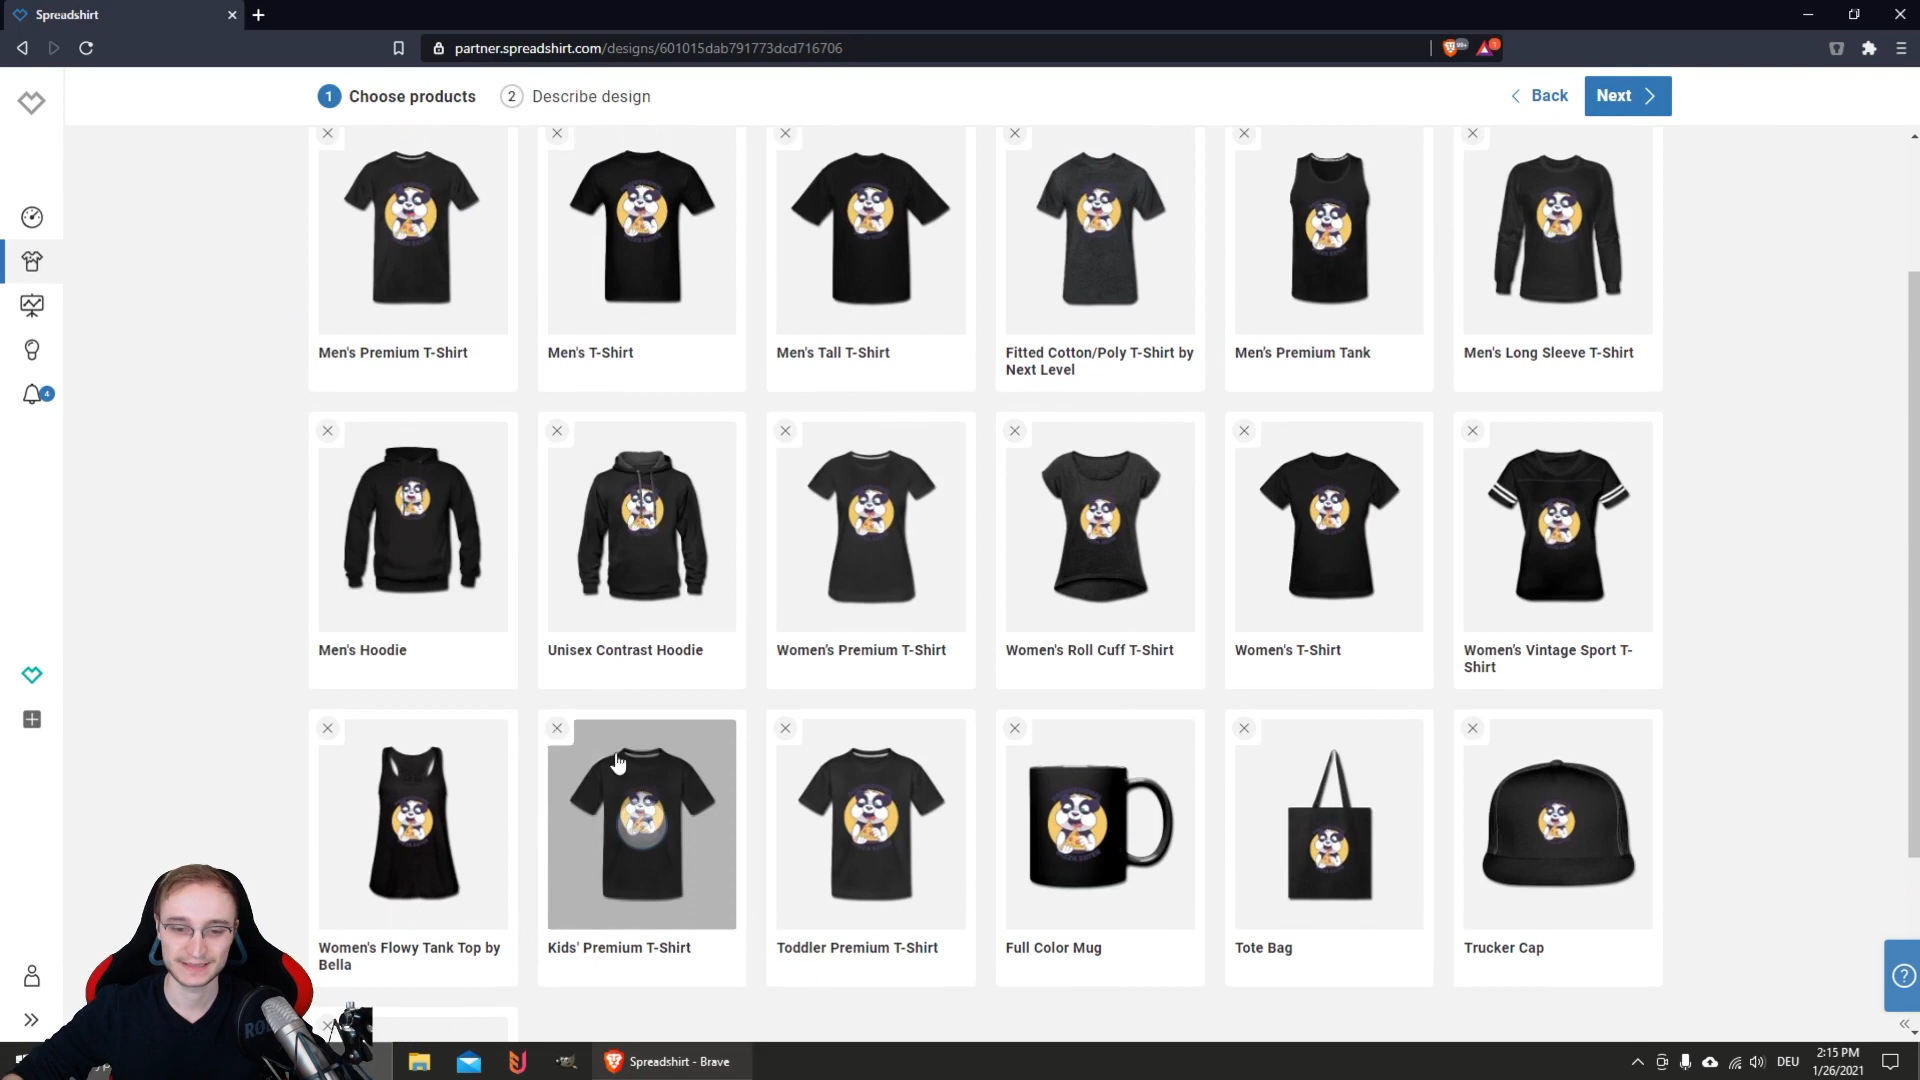 Spreadshirt
partner.spreadshirt.com/designs/601015dab791773dcd716706
99+
1
1 Choose products
2 Describe design
Back
Next
Men's Premium T-Shirt
Men's T-Shirt
Men's Tall T-Shirt
Fitted Cotton/Poly T-Shirt by
Next Level
Men's Premium Tank
Men's Long Sleeve T-Shirt
4
Men's Hoodie
Unisex Contrast Hoodie
Women's Premium T-Shirt
Women's Roll Cuff T-Shirt
Women's T-Shirt
Women's Vintage Sport T-
Shirt
Women's Flowy Tank Top by
Bella
Kids' Premium T-Shirt
Toddler Premium T-Shirt
Full Color Mug
Tote Bag
Trucker Cap
Spreadshirt - Brave
DEU
2:15 PM
1/26/2021